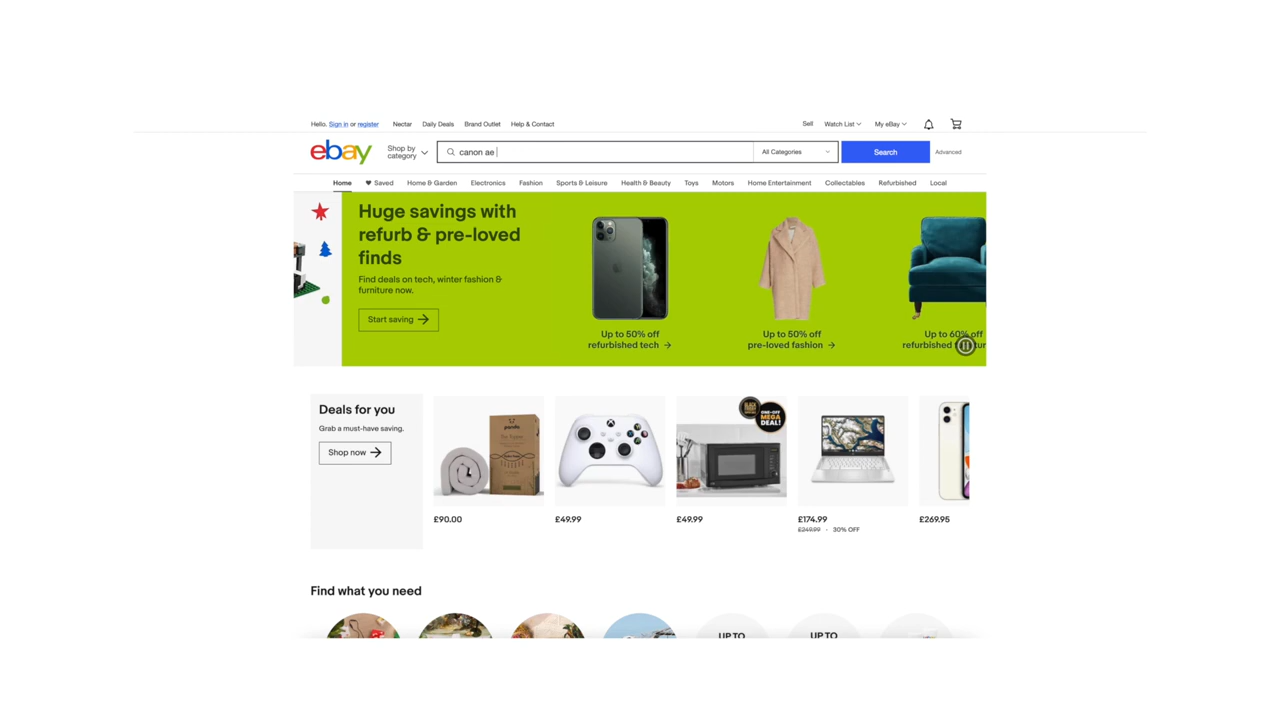 Hello. Sign in or register
Nectar
Daily Deals
Brand Outlet
Help & Contact
Sell
Watch List
My eBay
ebay
Shop by
category
canon ae
All Categories
Search
Advanced
Home
Saved
Home & Garden
Electronics
Fashion
Sports & Leisure
Health & Beauty
Toys
Motors
Home Entertainment
Collectables
Refurbished
Local
Huge savings with
refurb & pre-loved
finds
Find deals on tech, winter fashion &
furniture now.
Start saving
Up to 50% off
refurbished tech
Up to 50% off
pre-loved fashion
Up to 60% off
refurbished
Deals for you
Grab a must-have saving.
Shop now
ONE-OFF
MEGA
DEAL!
£90.00
£49.99
£49.99
£174.99
£249.99 - 30% OFF
£269.95
Find what you need
UP TO
UP TO